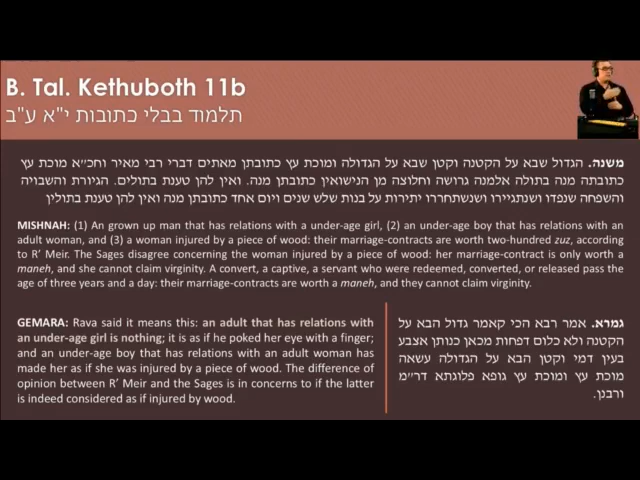 B. Tal. Kethuboth 11b
תלמוד בבלי כתובות י"א ע"ב
משנה. הגדול שבא על הקטנה וקטן שבא על הגדולה ומוכת עץ כתובתן מאתים דברי רבי מאיר וחכ״א מוכת עץ
כתובתה מנה בתולה אלמנה גרושה וחלוצה מן הנישואין כתובתן מנה. ואין להן טענת בתולים. הגיורת והשבויה
והשפחה שנפדו ושנתגיירו ושנשתחררו יתירות על בנות שלש שנים ויום אחד כתובתן מנה ואין להן טענת בתולין
MISHNAH: (1) An grown up man that has relations with a under-age girl, (2) an under-age boy that has relations with an
adult woman, and (3) a woman injured by a piece of wood: their marriage-contracts are worth two-hundred zuz, according
to R’ Meir. The Sages disagree concerning the woman injured by a piece of wood: her marriage-contract is only worth a
maneh, and she cannot claim virginity. A convert, a captive, a servant who were redeemed, converted, or released pass the
age of three years and a day: their marriage-contracts are worth a maneh, and they cannot claim virginity.
GEMARA: Rava said it means this: an adult that has relations with
an under-age girl is nothing; it is as if he poked her eye with a finger;
and an under-age boy that has relations with an adult woman has
made her as if she was injured by a piece of wood. The difference of
opinion between R’ Meir and the Sages is in concerns to if the latter
is indeed considered as if injured by wood.
גמרא. אמר רבא הכי קאמר גדול הבא על
הקטנה ולא כלום דפחות מכאן כנותן אצבע
בעין דמי וקטן הבא על הגדולה עשאה
מוכת עץ ומוכת עץ גופא פלוגתא דר״מ
ורבנן.